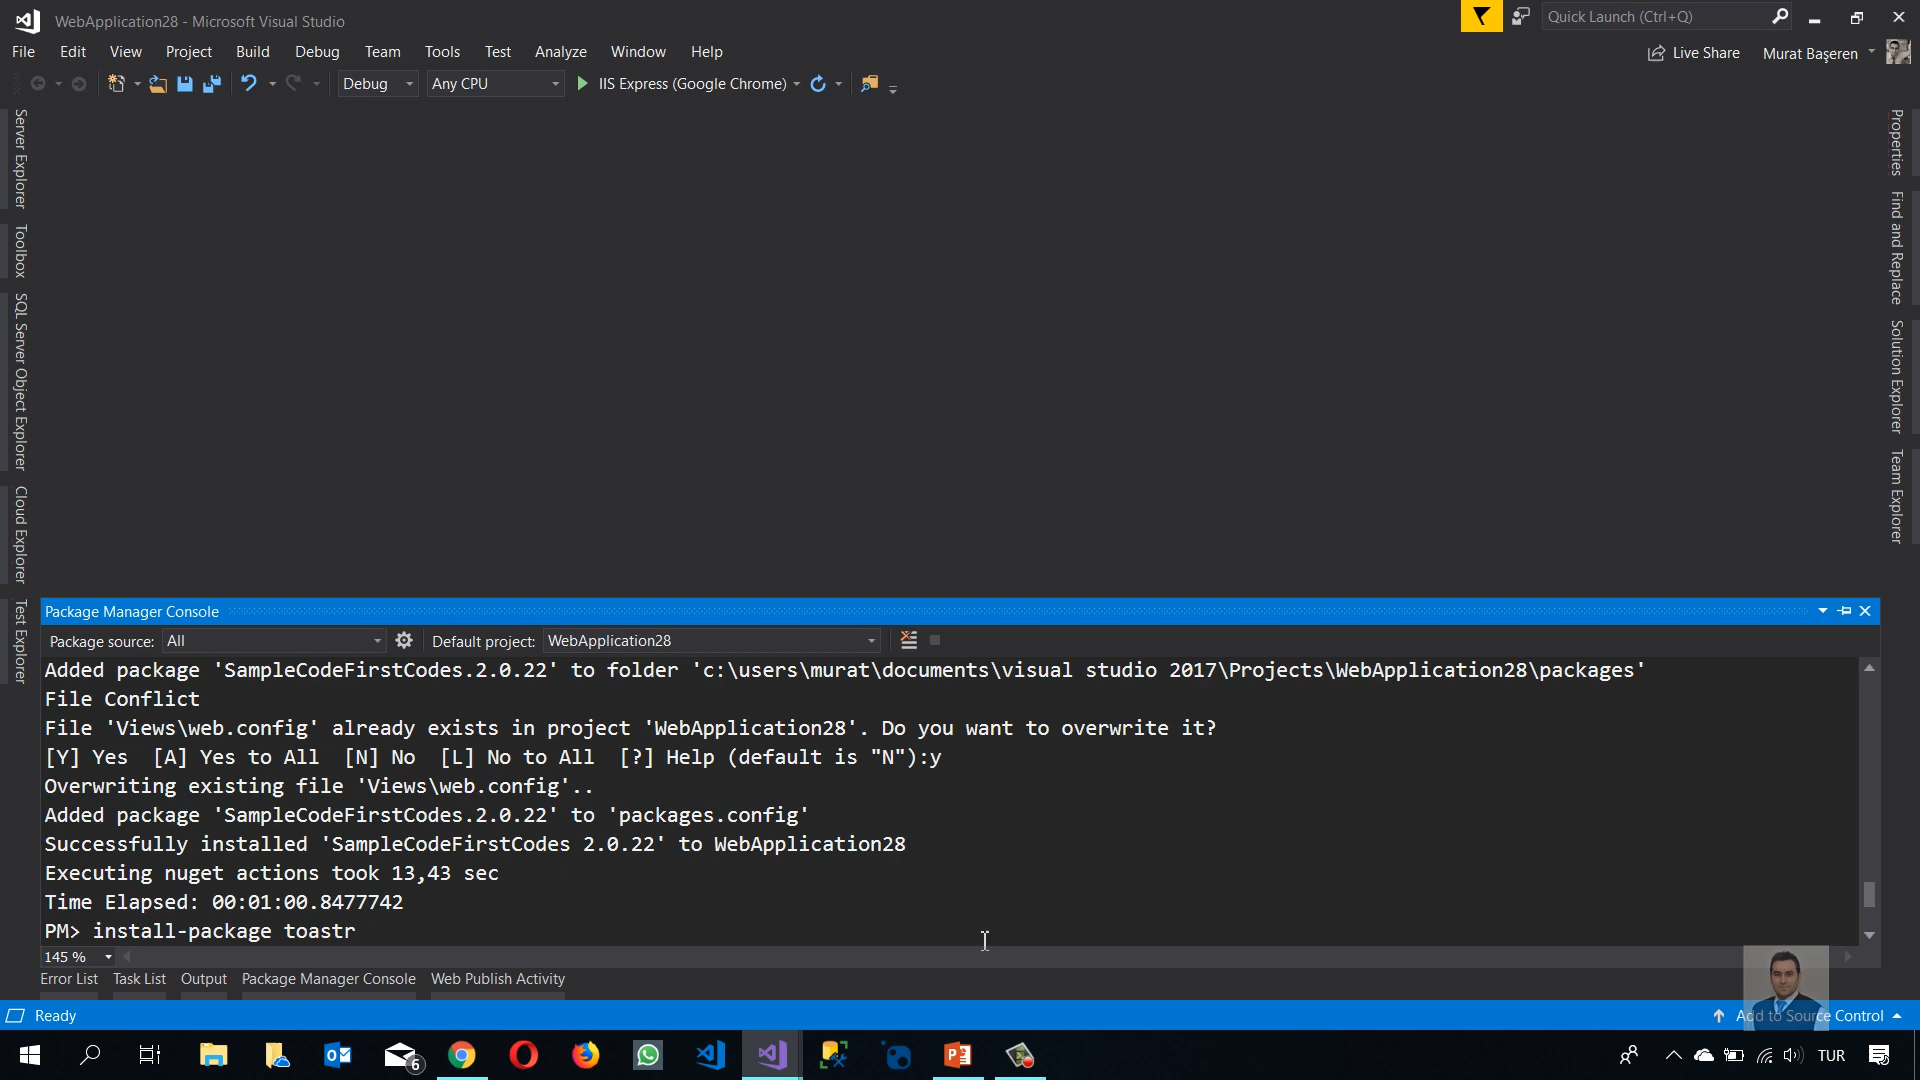 WebApplication28 - Microsoft Visual Studio
Quick Launch (Ctrl+Q)
File Edit View Project Build Debug Team Tools Test Analyze Window Help
Live Share Murat Başeren
Debug Any CPU IIS Express (Google Chrome)
Server Explorer
Toolbox
SQL Server Object Explorer
Cloud Explorer
Test Explorer
Properties
Find and Replace
Solution Explorer
Team Explorer
Package Manager Console
Package source: All Default project: WebApplication28
Added package 'SampleCodeFirstCodes.2.0.22' to folder 'c:\users\murat\documents\visual studio 2017\Projects\WebApplication28\packages'
File Conflict
File 'Views\web.config' already exists in project 'WebApplication28'. Do you want to overwrite it?
[Y] Yes [A] Yes to All [N] No [L] No to All [?] Help (default is "N"):y
Overwriting existing file 'Views\web.config'..
Added package 'SampleCodeFirstCodes.2.0.22' to 'packages.config'
Successfully installed 'SampleCodeFirstCodes 2.0.22' to WebApplication28
Executing nuget actions took 13,43 sec
Time Elapsed: 00:01:00.8477742
PM> install-package toastr
145 %
Error List Task List Output Package Manager Console Web Publish Activity
Ready
Add to Source Control
6
TUR